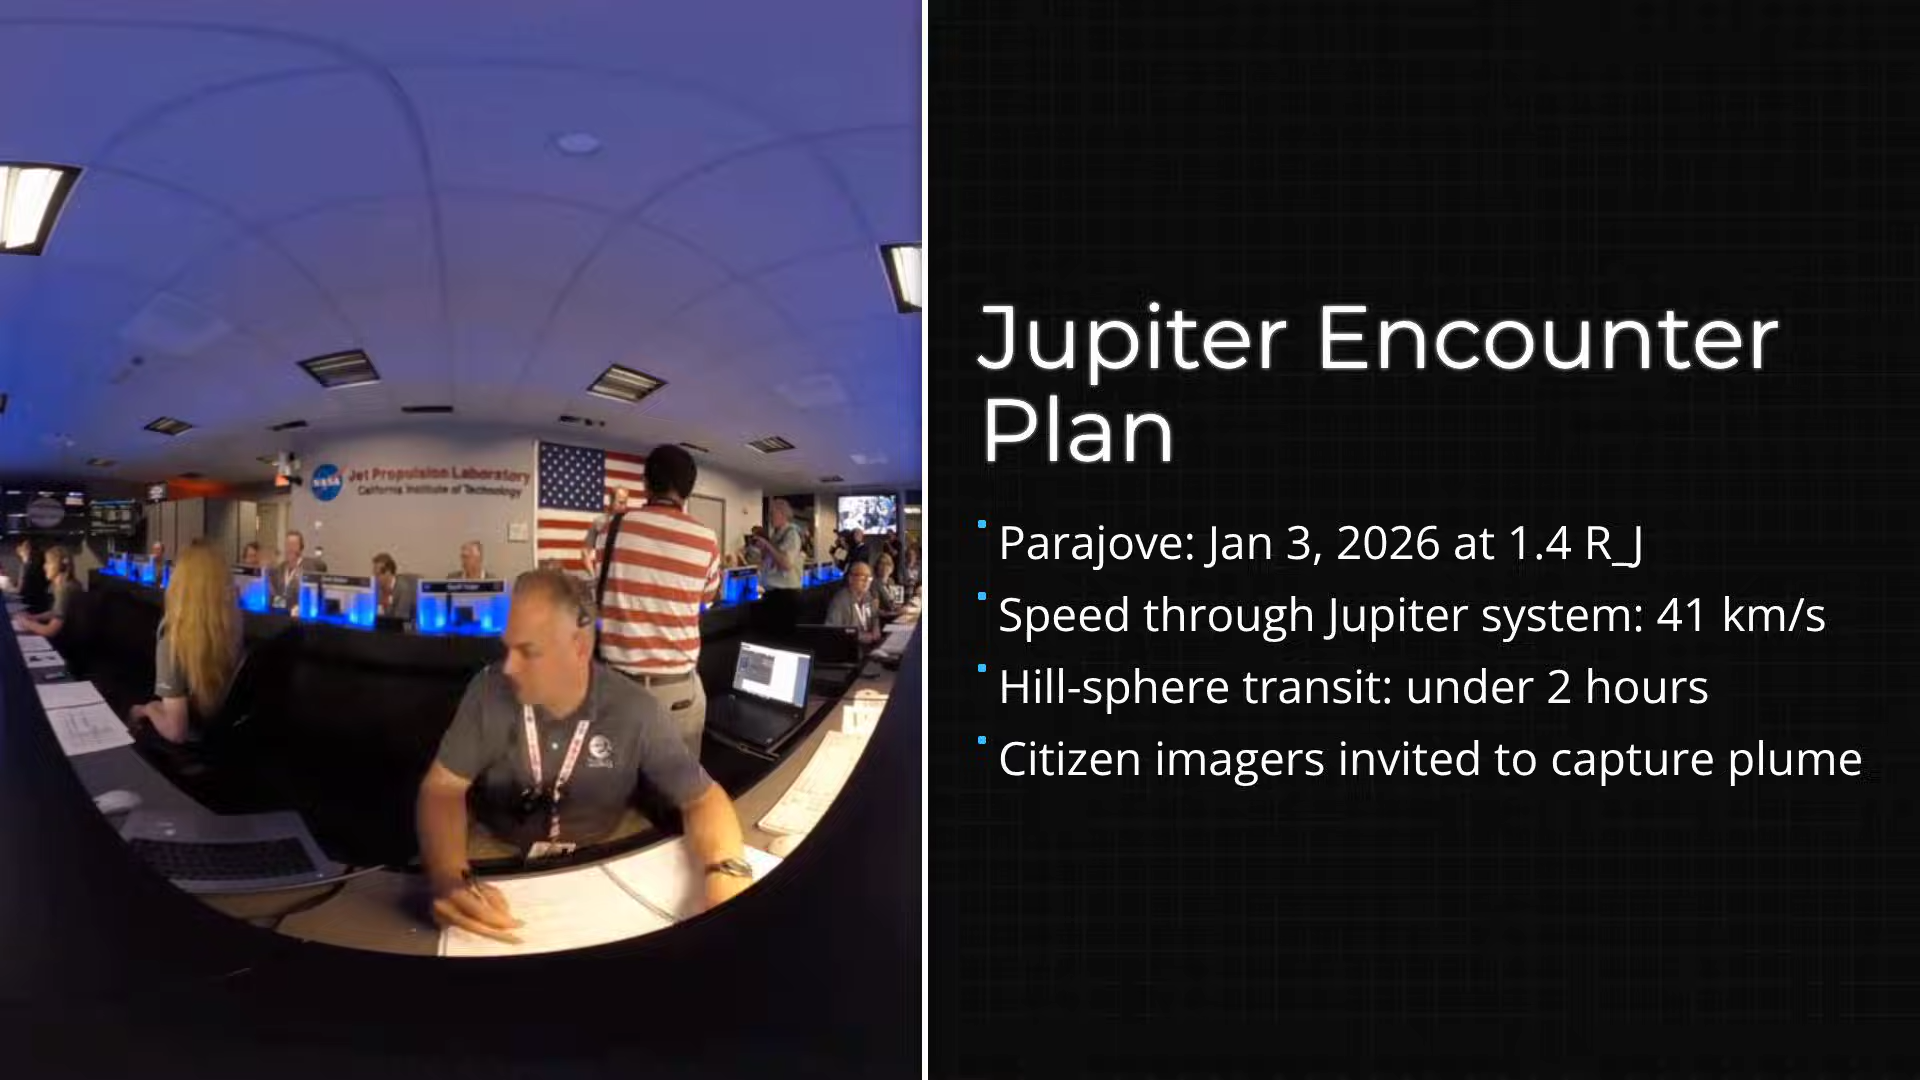 NASA
Jet Propulsion Laboratory
California Institute of Technology
Jupiter Encounter
Plan
Parajove: Jan 3, 2026 at 1.4 R_J
Speed through Jupiter system: 41 km/s
Hill-sphere transit: under 2 hours
Citizen imagers invited to capture plume